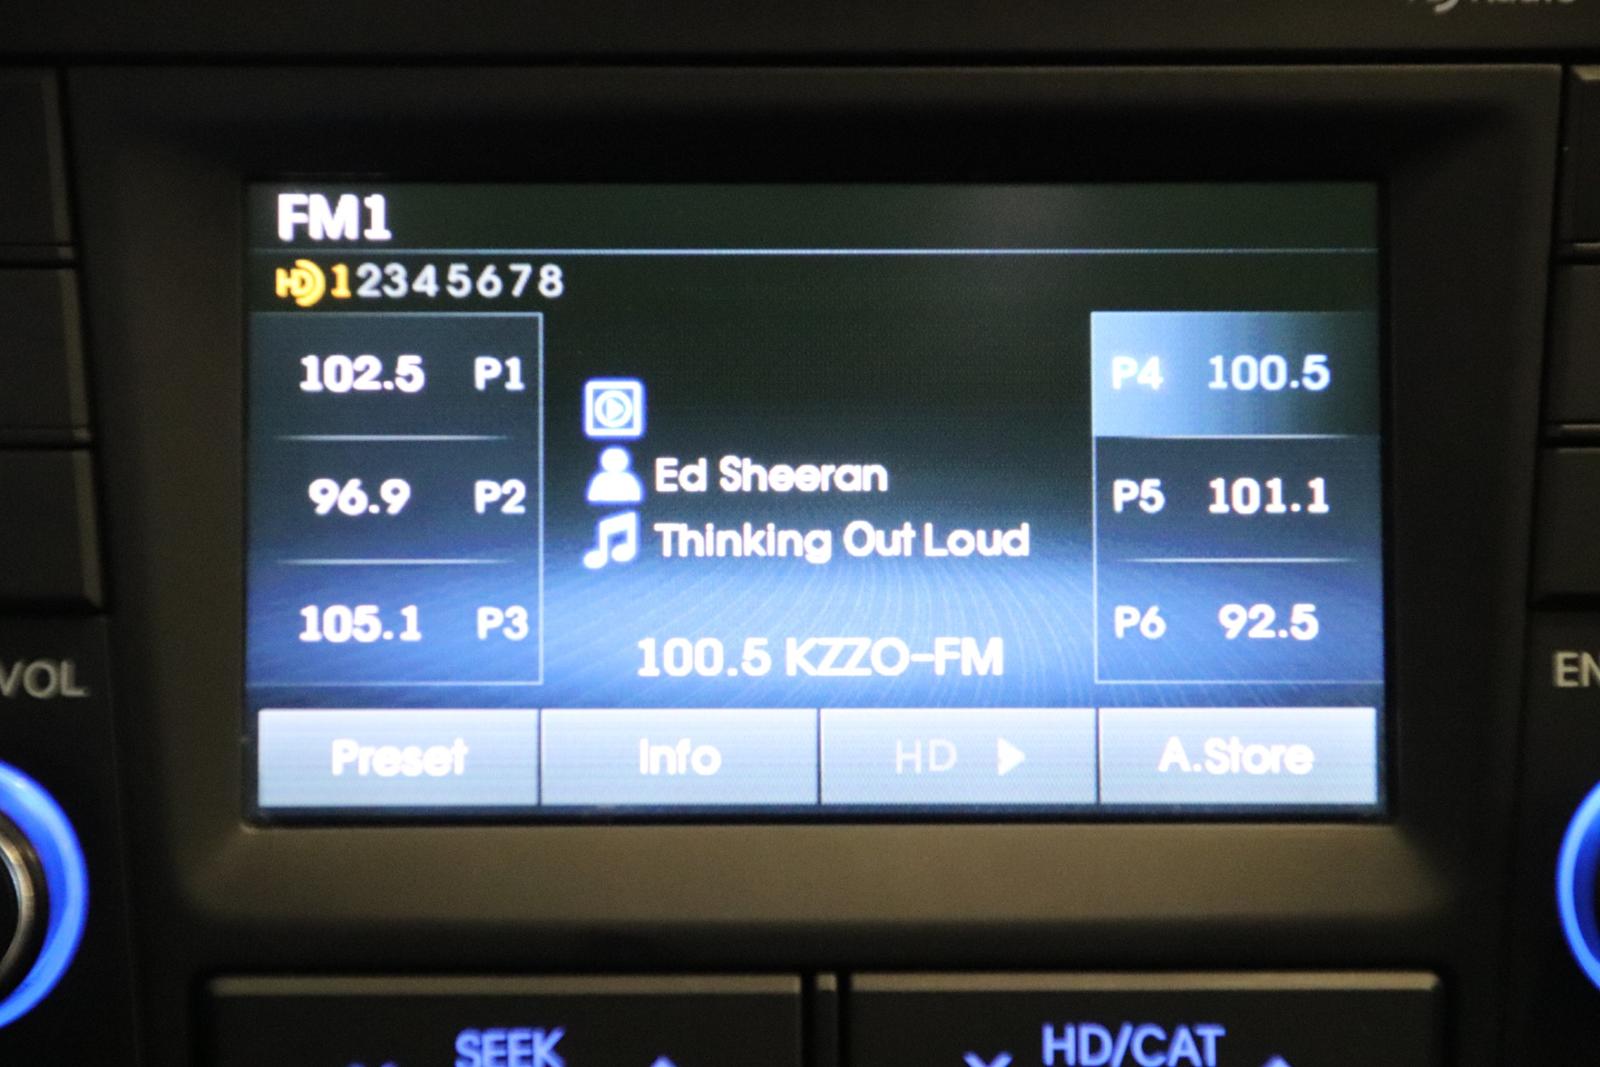 FM1
HD 12345678
102.5 P1
96.9 P2
105.1 P3
Ed Sheeran
Thinking Out Loud
100.5 KZZO-FM
P4 100.5
P5 101.1
P6 92.5
Preset
Info
HD
A.Store
VOL
SEEK
HD/CAT